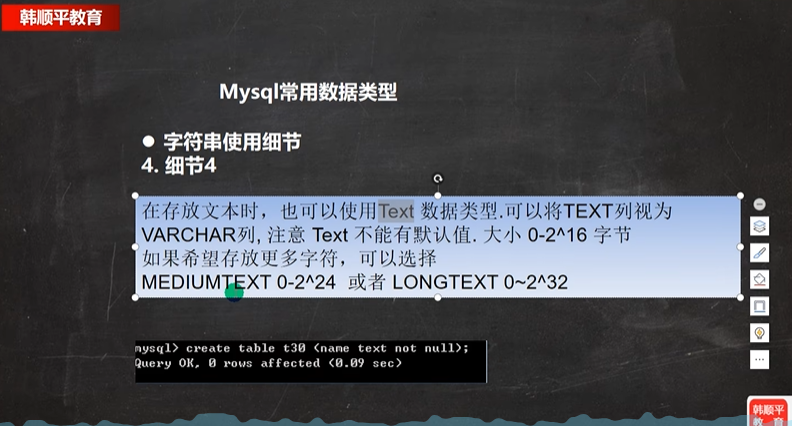 韩顺平教育
Mysql常用数据类型
● 字符串使用细节
4. 细节4
在存放文本时，也可以使用Text 数据类型.可以将TEXT列视为
VARCHAR列, 注意 Text 不能有默认值. 大小 0-2^16 字节
如果希望存放更多字符，可以选择
MEDIUMTEXT 0-2^24 或者 LONGTEXT 0~2^32
mysql> create table t30 (name text not null);
Query OK, 0 rows affected (0.09 sec)
韩顺平